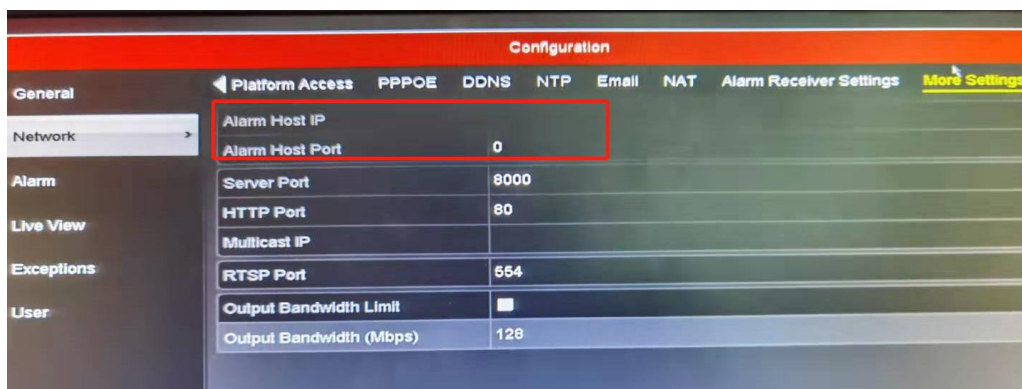 Configuration
Platform Access PPPOE DDNS NTP Email NAT Alarm Receiver Settings More Settings
General
Network >
Alarm
Live View
Exceptions
User
Alarm Host IP
Alarm Host Port 0
Server Port 8000
HTTP Port 80
Multicast IP
RTSP Port 554
Output Bandwidth Limit
Output Bandwidth (Mbps) 128